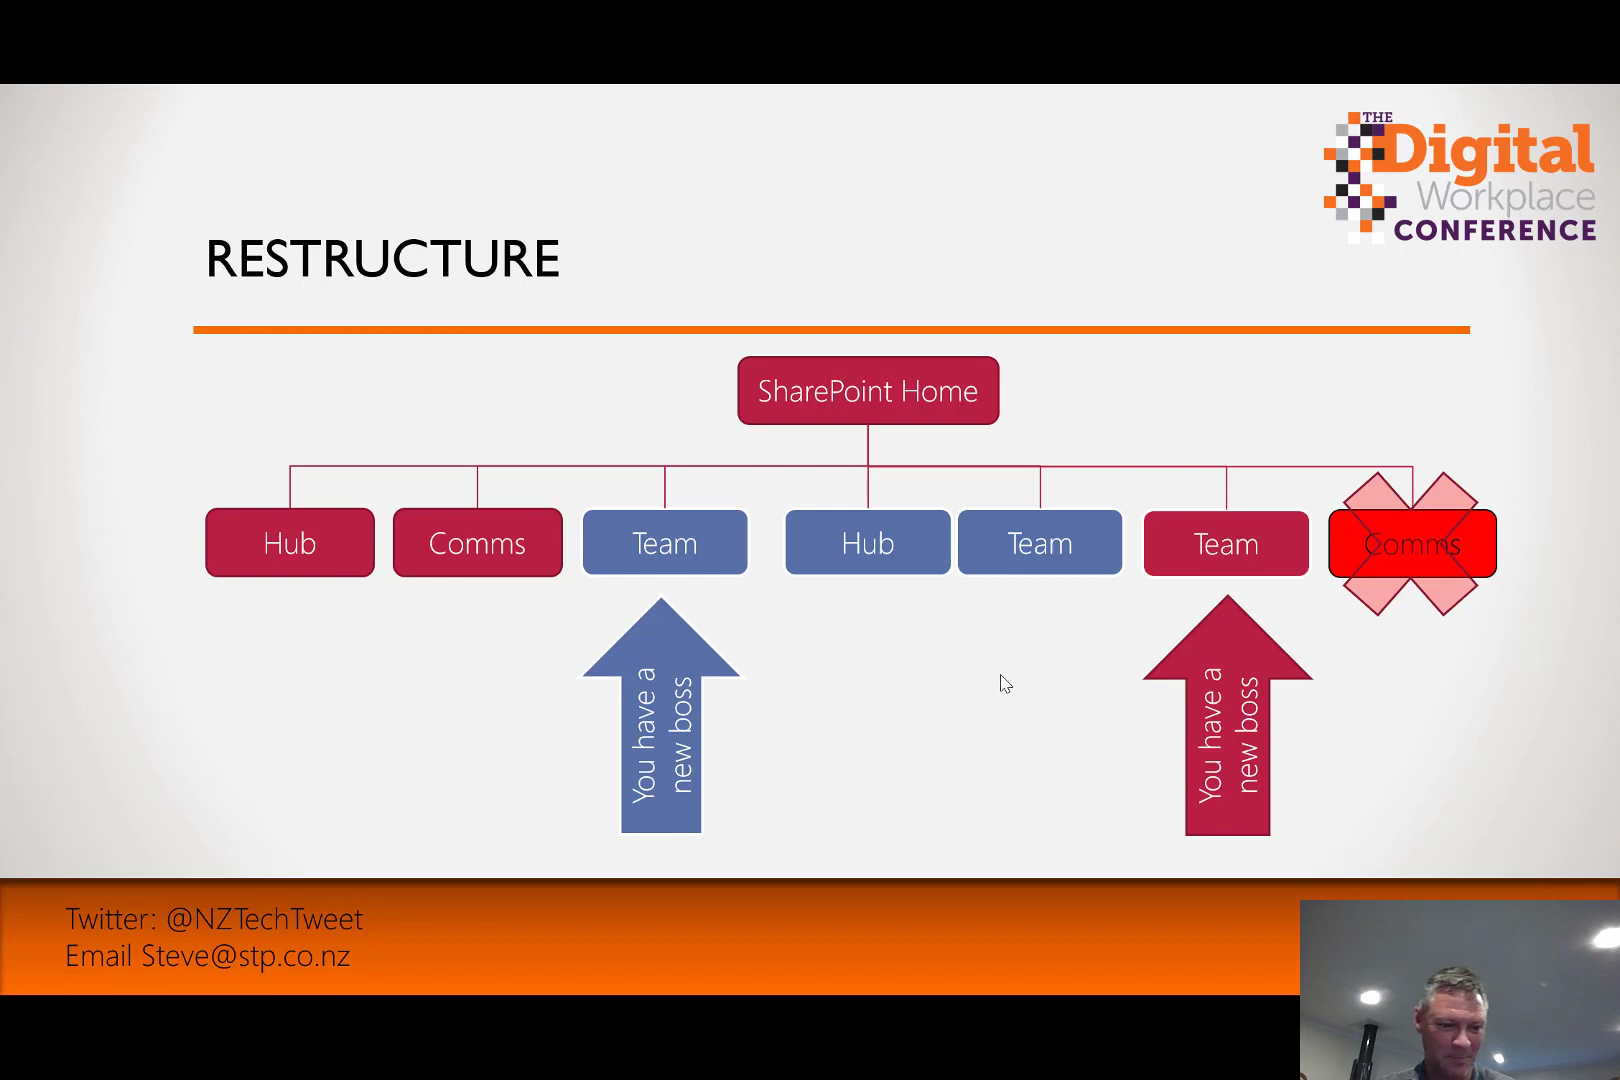 THE
Digital
Workplace
CONFERENCE
RESTRUCTURE
SharePoint Home
Hub
Comms
Team
Hub
Team
Team
Comms
You have a
new boss
You have a
new boss
Twitter: @NZTechTweet
Email Steve@stp.co.nz